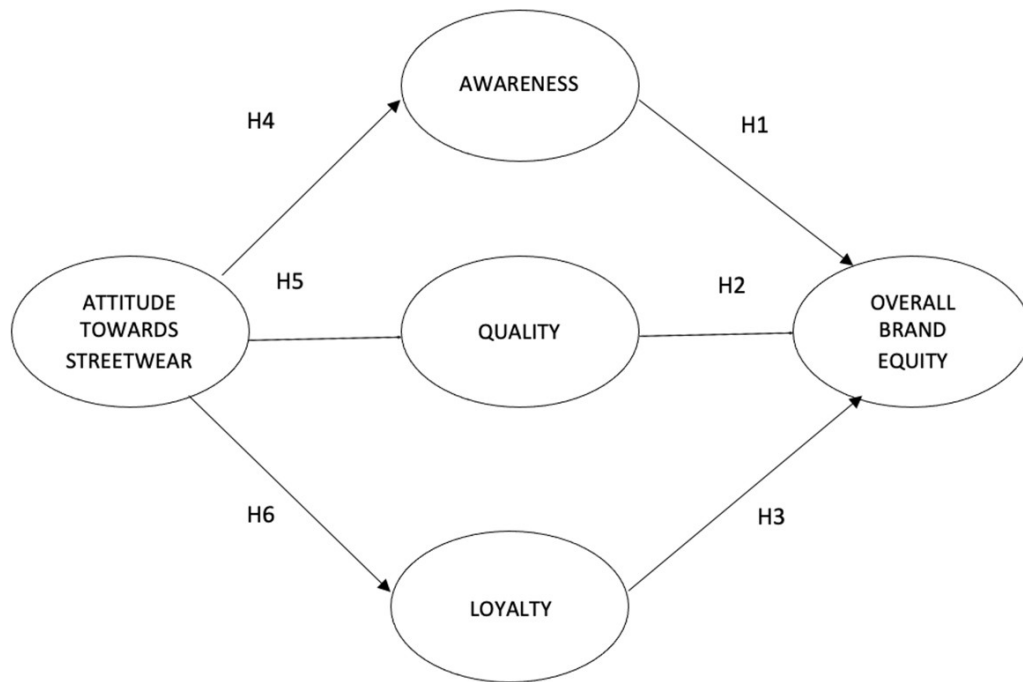 AWARENESS
H4
H1
H5
H2
ATTITUDE
TOWARDS
STREETWEAR
QUALITY
OVERALL
BRAND
EQUITY
H6
H3
LOYALTY